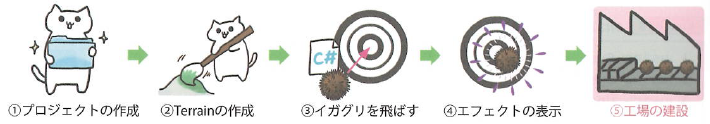 C#
①プロジェクトの作成
②Terrainの作成
③イガグリを飛ばす
④エフェクトの表示
⑤工場の建設